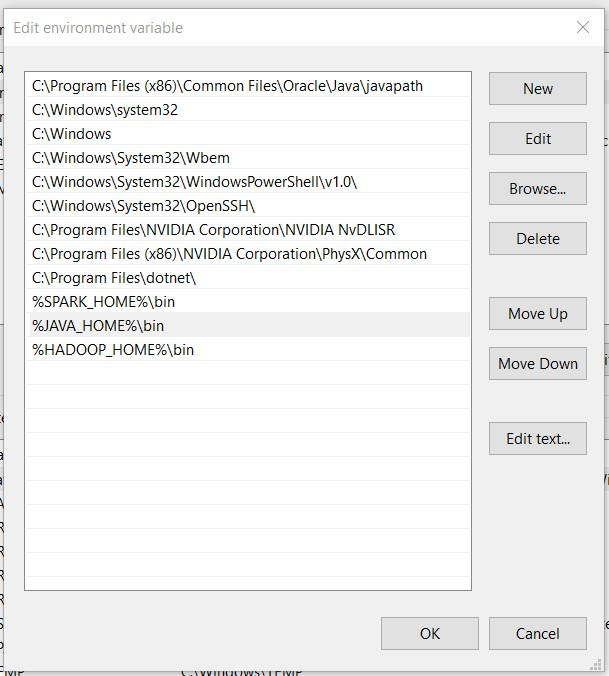 Edit environment variable
C:\Program Files (x86)\Common Files\Oracle\Java\javapath
C:\Windows\system32
C:\Windows
C:\Windows\System32\Wbem
C:\Windows\System32\WindowsPowerShell\v1.0\
C:\Windows\System32\OpenSSH\
C:\Program Files\NVIDIA Corporation\NVIDIA NvDLISR
C:\Program Files (x86)\NVIDIA Corporation\PhysX\Common
C:\Program Files\dotnet\
%SPARK_HOME%\bin
%JAVA_HOME%\bin
%HADOOP_HOME%\bin
New
Edit
Browse...
Delete
Move Up
Move Down
Edit text...
OK
Cancel
C:\Windows\TEMP